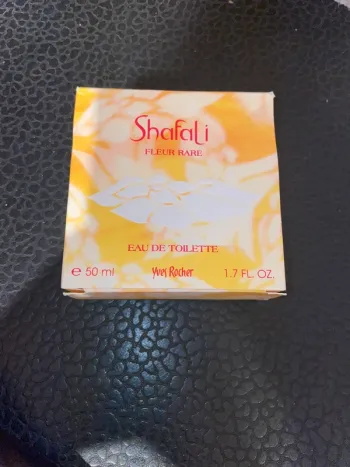 Shafali
FLEUR RARE
EAU DE TOILETTE
e 50 ml Yves Rocher 1.7 FL. OZ.